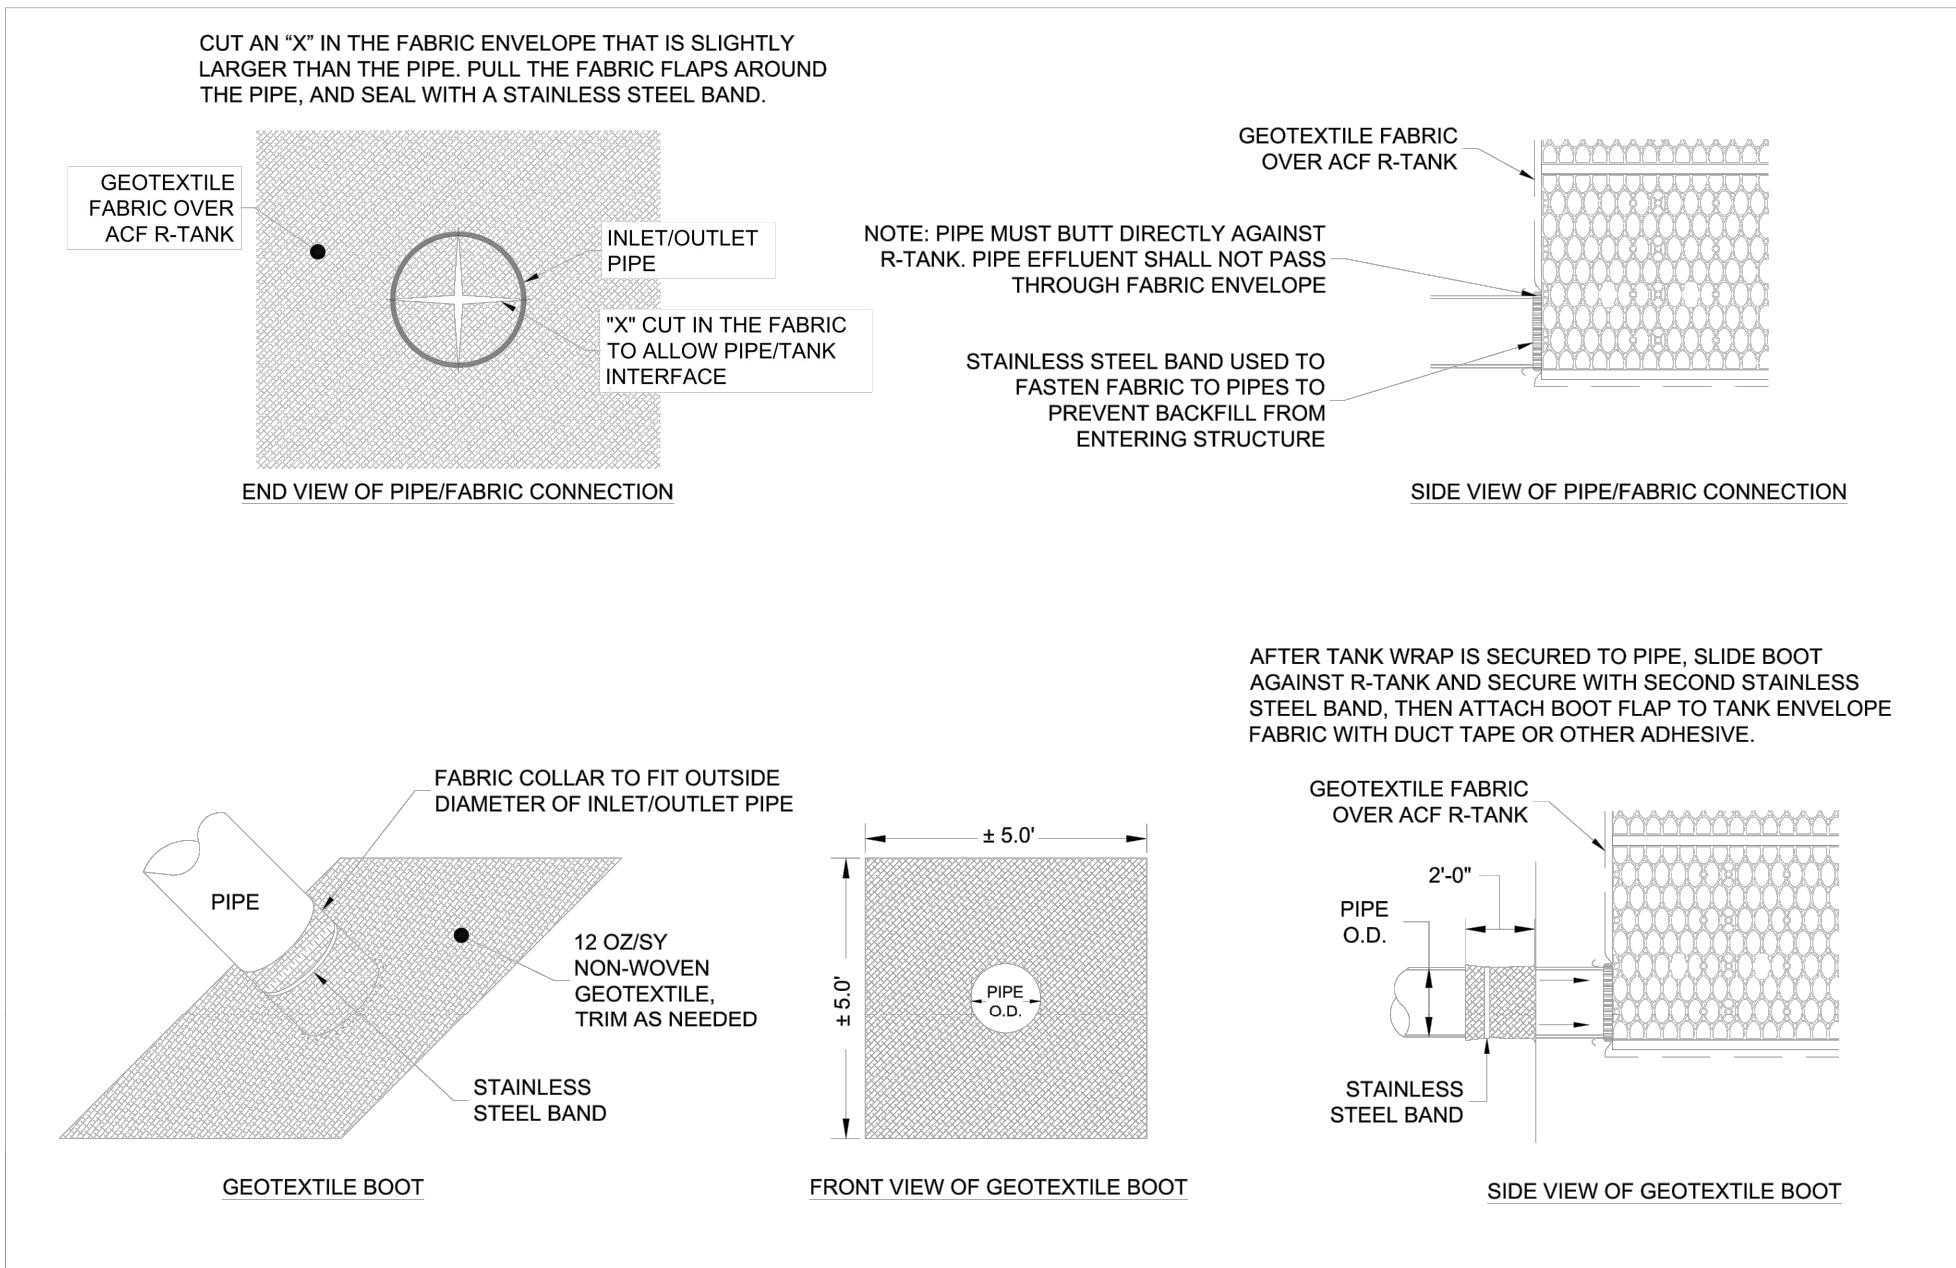 CUT AN “X” IN THE FABRIC ENVELOPE THAT IS SLIGHTLY
LARGER THAN THE PIPE. PULL THE FABRIC FLAPS AROUND
THE PIPE, AND SEAL WITH A STAINLESS STEEL BAND.
GEOTEXTILE
FABRIC OVER
ACF R-TANK
INLET/OUTLET
PIPE
"X" CUT IN THE FABRIC
TO ALLOW PIPE/TANK
INTERFACE
END VIEW OF PIPE/FABRIC CONNECTION
GEOTEXTILE FABRIC
OVER ACF R-TANK
NOTE: PIPE MUST BUTT DIRECTLY AGAINST
R-TANK. PIPE EFFLUENT SHALL NOT PASS
THROUGH FABRIC ENVELOPE
STAINLESS STEEL BAND USED TO
FASTEN FABRIC TO PIPES TO
PREVENT BACKFILL FROM
ENTERING STRUCTURE
SIDE VIEW OF PIPE/FABRIC CONNECTION
FABRIC COLLAR TO FIT OUTSIDE
DIAMETER OF INLET/OUTLET PIPE
PIPE
12 OZ/SY
NON-WOVEN
GEOTEXTILE,
TRIM AS NEEDED
STAINLESS
STEEL BAND
GEOTEXTILE BOOT
± 5.0'
± 5.0'
PIPE
O.D.
FRONT VIEW OF GEOTEXTILE BOOT
AFTER TANK WRAP IS SECURED TO PIPE, SLIDE BOOT
AGAINST R-TANK AND SECURE WITH SECOND STAINLESS
STEEL BAND, THEN ATTACH BOOT FLAP TO TANK ENVELOPE
FABRIC WITH DUCT TAPE OR OTHER ADHESIVE.
GEOTEXTILE FABRIC
OVER ACF R-TANK
2'-0"
PIPE
O.D.
STAINLESS
STEEL BAND
SIDE VIEW OF GEOTEXTILE BOOT